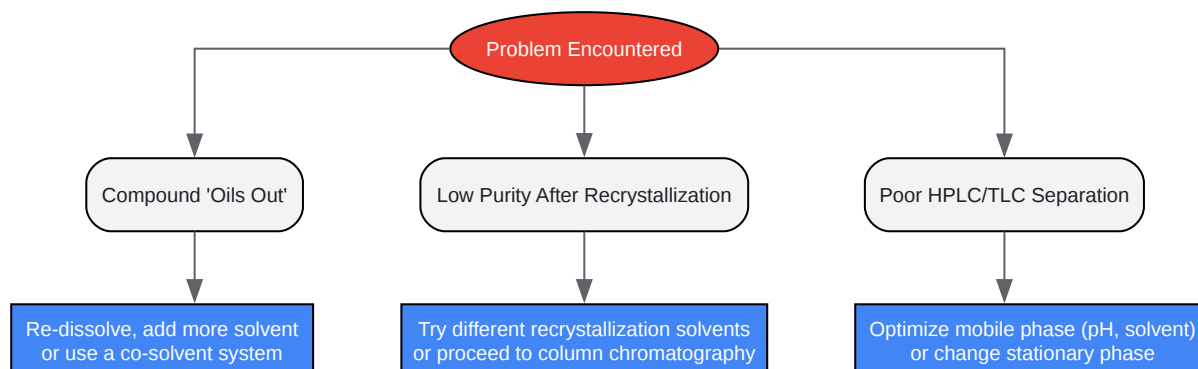 Problem Encountered
Compound 'Oils Out'
Low Purity After Recrystallization
Poor HPLC/TLC Separation
Re-dissolve, add more solvent
or use a co-solvent system
Try different recrystallization solvents
or proceed to column chromatography
Optimize mobile phase (pH, solvent)
or change stationary phase